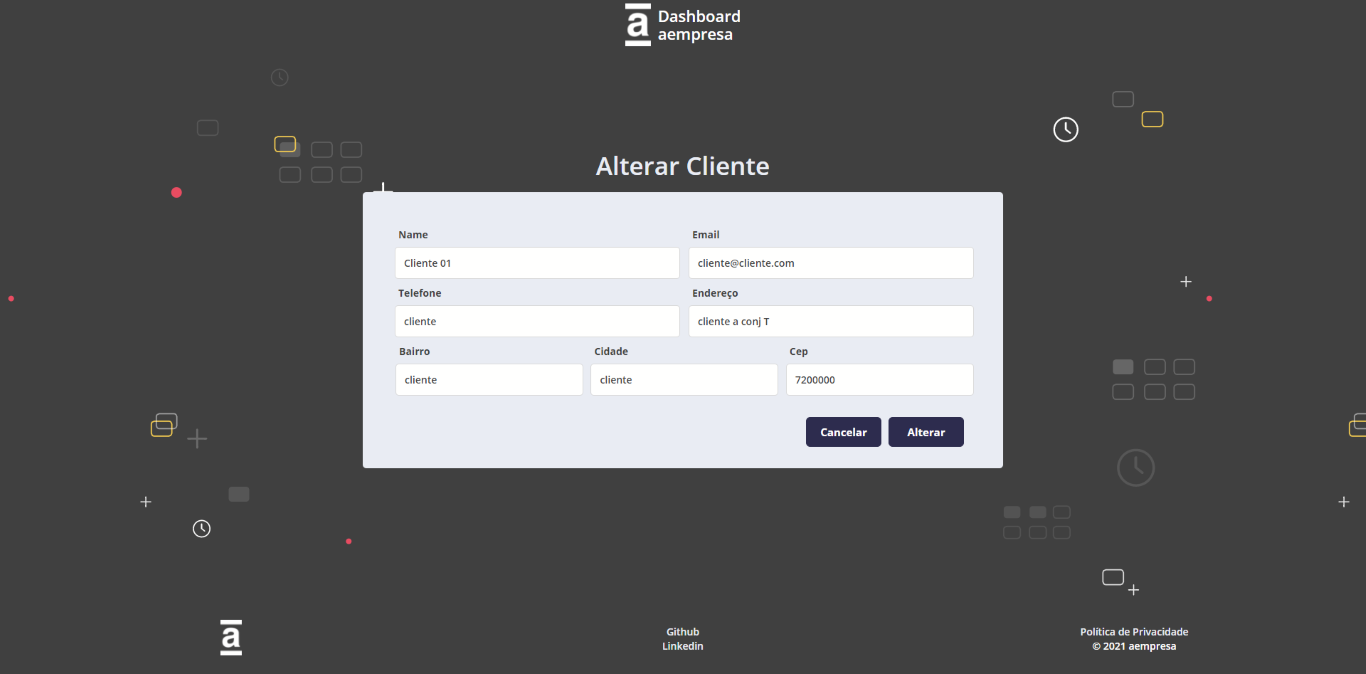 a Dashboard
aempresa
Alterar Cliente
Name Email
Cliente 01 cliente@cliente.com
Telefone Endereço
cliente cliente a conj T
Bairro Cidade Cep
cliente cliente 7200000
Cancelar Alterar
a
Github
Linkedin
Política de Privacidade
© 2021 aempresa